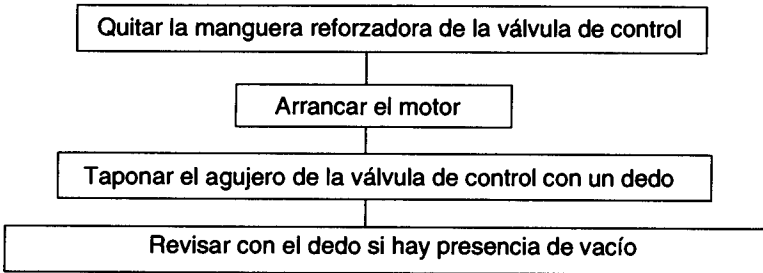 Quitar la manguera reforzadora de la válvula de control
Arrancar el motor
Taponar el agujero de la válvula de control con un dedo
Revisar con el dedo si hay presencia de vacío